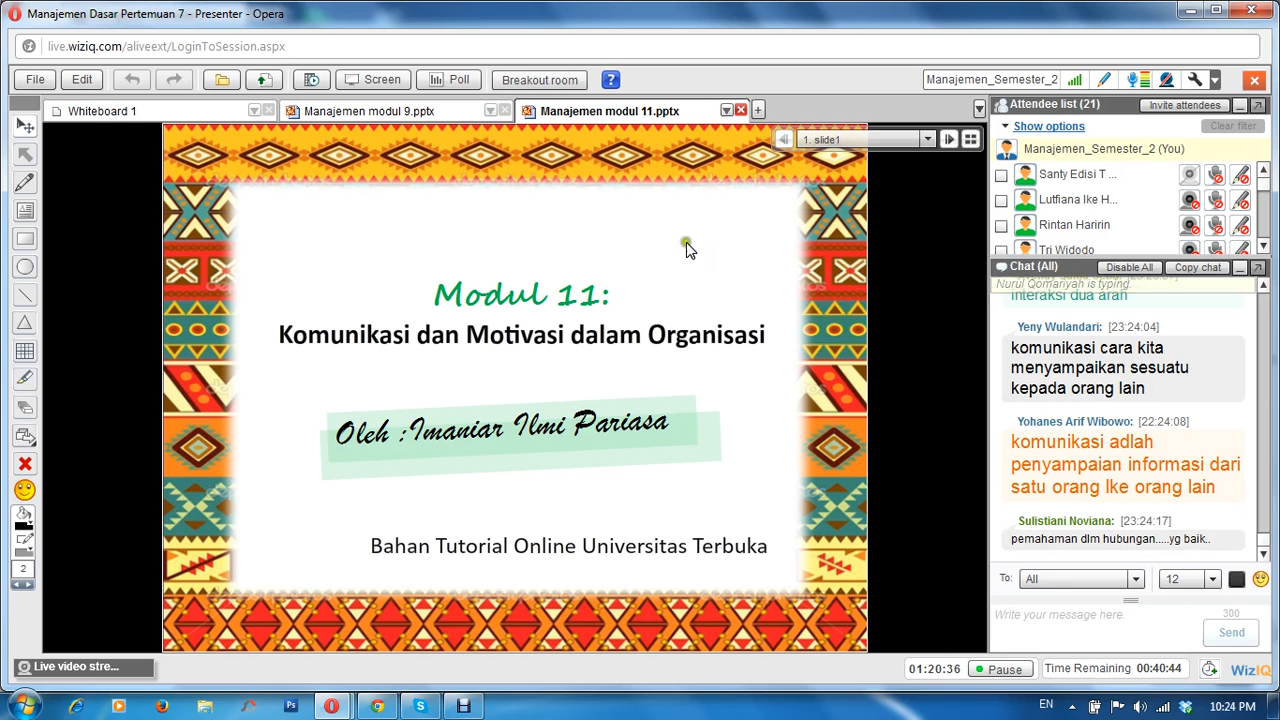 Manajemen Dasar Pertemuan 7 - Presenter - Opera
live.wiziq.com/aliveext/LoginToSession.aspx
File Edit Screen Poll Breakout room ? Manajemen_Semester_2
Whiteboard 1 Manajemen modul 9.pptx Manajemen modul 11.pptx
1. slide1
Modul 11:
Komunikasi dan Motivasi dalam Organisasi
Oleh :Imaniar Ilmi Pariasa
Bahan Tutorial Online Universitas Terbuka
2
Attendee list (21) Invite attendees
Show options Clear filter
Manajemen_Semester_2 (You)
Santy Edisi T ...
Lutfiana Ike H...
Rintan Haririn
Tri Widodo
Chat (All) Disable All Copy chat
Nurul Qomariyah is typing.
interaksi dua arah
Yeny Wulandari: [23:24:04]
komunikasi cara kita
menyampaikan sesuatu
kepada orang lain
Yohanes Arif Wibowo: [22:24:08]
komunikasi adlah
penyampaian informasi dari
satu orang lke orang lain
Sulistiani Noviana: [23:24:17]
pemahaman dlm hubungan.....yg baik..
To: All 12
Write your message here. 300
Send
Live video stre...
01:20:36 Pause Time Remaining 00:40:44 WizIQ
EN 10:24 PM